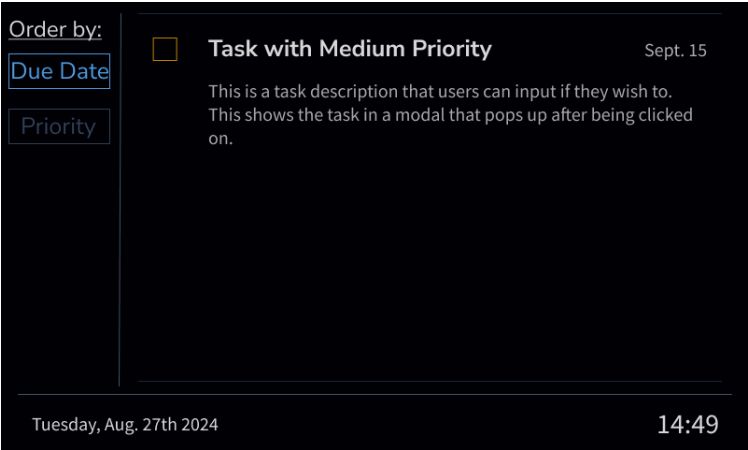 Order by:
Due Date
Priority
Task with Medium Priority
Sept. 15
This is a task description that users can input if they wish to.
This shows the task in a modal that pops up after being clicked
on.
Tuesday, Aug. 27th 2024
14:49